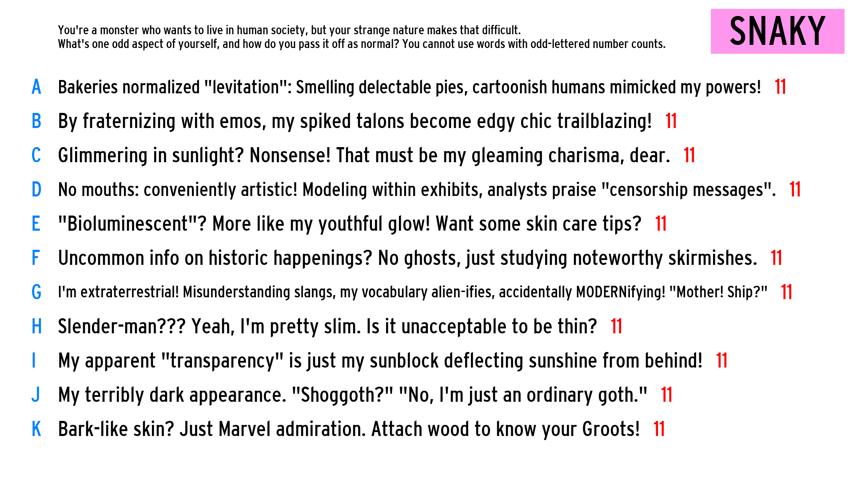 You're a monster who wants to live in human society, but your strange nature makes that difficult.
What's one odd aspect of yourself, and how do you pass it off as normal? You cannot use words with odd-lettered number counts.
SNAKY
A Bakeries normalized "levitation": Smelling delectable pies, cartoonish humans mimicked my powers! 11
B By fraternizing with emos, my spiked talons become edgy chic trailblazing! 11
C Glimmering in sunlight? Nonsense! That must be my gleaming charisma, dear. 11
D No mouths: conveniently artistic! Modeling within exhibits, analysts praise "censorship messages". 11
E "Bioluminescent"? More like my youthful glow! Want some skin care tips? 11
F Uncommon info on historic happenings? No ghosts, just studying noteworthy skirmishes. 11
G I'm extraterrestrial! Misunderstanding slangs, my vocabulary alien-ifies, accidentally MODERNifying! "Mother! Ship?" 11
H Slender-man??? Yeah, I'm pretty slim. Is it unacceptable to be thin? 11
I My apparent "transparency" is just my sunblock deflecting sunshine from behind! 11
J My terribly dark appearance. "Shoggoth?" "No, I'm just an ordinary goth." 11
K Bark-like skin? Just Marvel admiration. Attach wood to know your Groots! 11